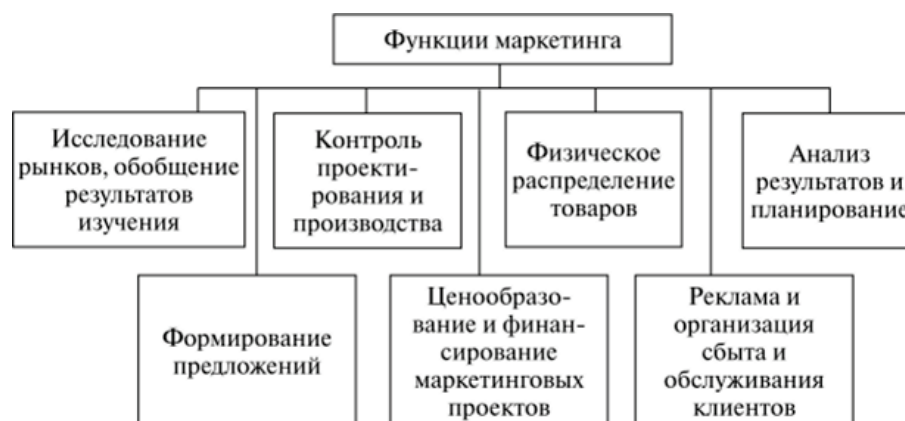 Функции маркетинга
Исследование
рынков, обобщение
результатов
изучения
Контроль
проекти-
рования и
производства
Физическое
распределение
товаров
Анализ
результатов и
планирование
Формирование
предложений
Ценообразо-
вание и финан-
сирование
маркетинговых
проектов
Реклама и
организация
сбыта и
обслуживания
клиентов